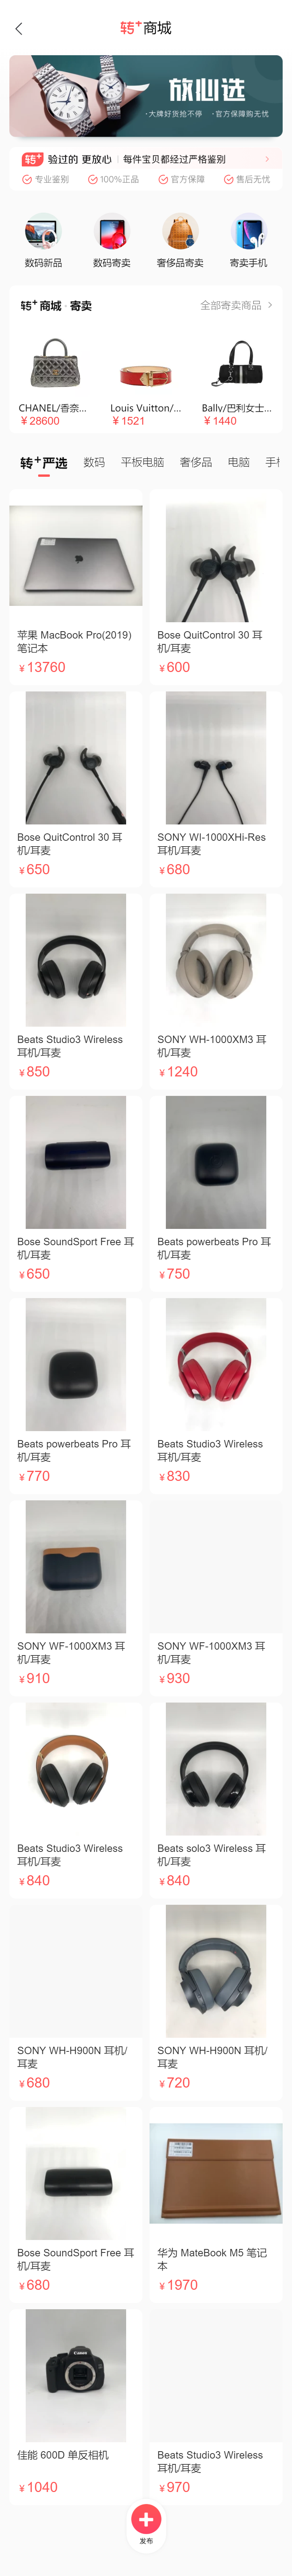 转+商城
放心选
·大牌好货抢不停 ·官方保障购无忧
转+ 验过的 更放心 每件宝贝都经过严格鉴别
专业鉴别 100%正品 官方保障 售后无忧
数码新品 数码寄卖 奢侈品寄卖 寄卖手机
转+商城·寄卖 全部寄卖商品
CHANEL/香奈... Louis Vuitton/... Bally/巴利女士...
￥28600 ￥1521 ￥1440
转+严选 数码 平板电脑 奢侈品 电脑 手
苹果 MacBook Pro(2019)
笔记本
￥13760
Bose QuitControl 30 耳
机/耳麦
￥600
Bose QuitControl 30 耳
机/耳麦
￥650
SONY WI-1000XHi-Res
耳机/耳麦
￥680
Beats Studio3 Wireless
耳机/耳麦
￥850
SONY WH-1000XM3 耳
机/耳麦
￥1240
Bose SoundSport Free 耳
机/耳麦
￥650
Beats powerbeats Pro 耳
机/耳麦
￥750
Beats powerbeats Pro 耳
机/耳麦
￥770
Beats Studio3 Wireless
耳机/耳麦
￥830
SONY WF-1000XM3 耳
机/耳麦
￥910
SONY WF-1000XM3 耳
机/耳麦
￥930
Beats Studio3 Wireless
耳机/耳麦
￥840
Beats solo3 Wireless 耳
机/耳麦
￥840
SONY WH-H900N 耳机/
耳麦
￥680
SONY WH-H900N 耳机/
耳麦
￥720
Bose SoundSport Free 耳
机/耳麦
￥680
华为 MateBook M5 笔记
本
￥1970
Canon
佳能 600D 单反相机
￥1040
Beats Studio3 Wireless
耳机/耳麦
￥970
发布